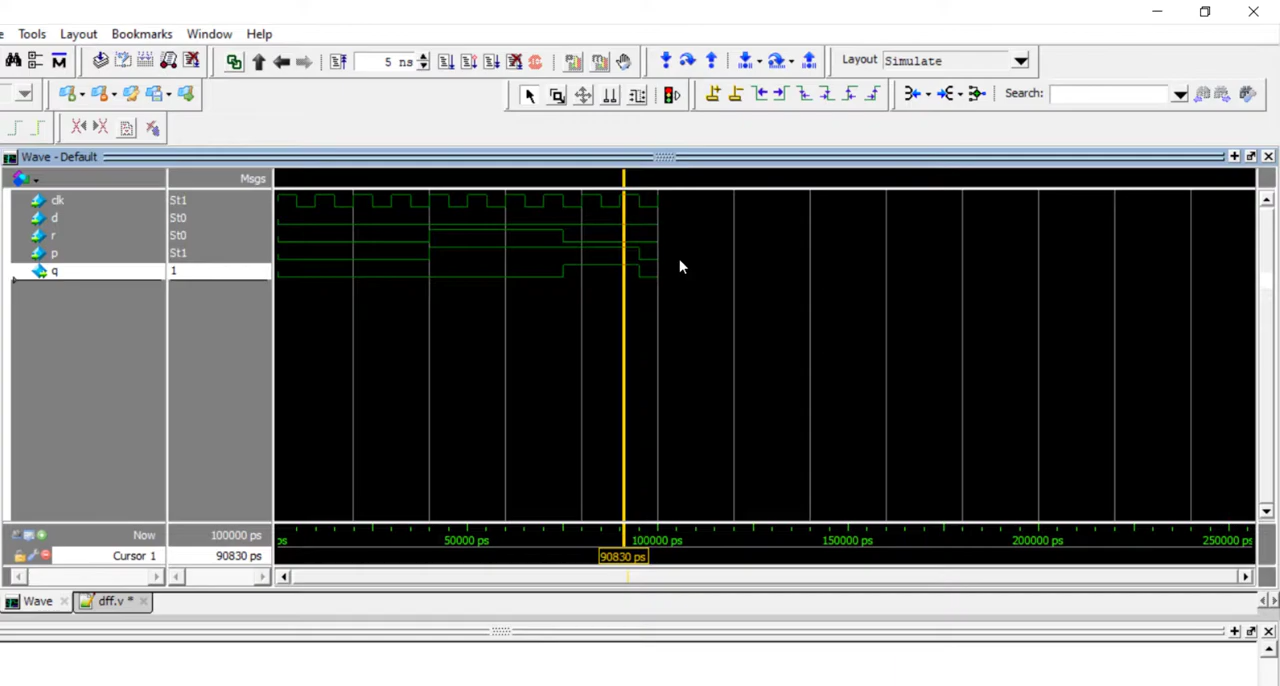 e Tools Layout Bookmarks Window Help
5 ns Layout Simulate
Search:
Wave - Default
Msgs
clk St1
d St0
r St0
p St1
q 1
Now 100000 ps
ps 50000 ps 100000 ps 150000 ps 200000 ps 250000 ps
Cursor 1 90830 ps 90830 ps
Wave dff.v *